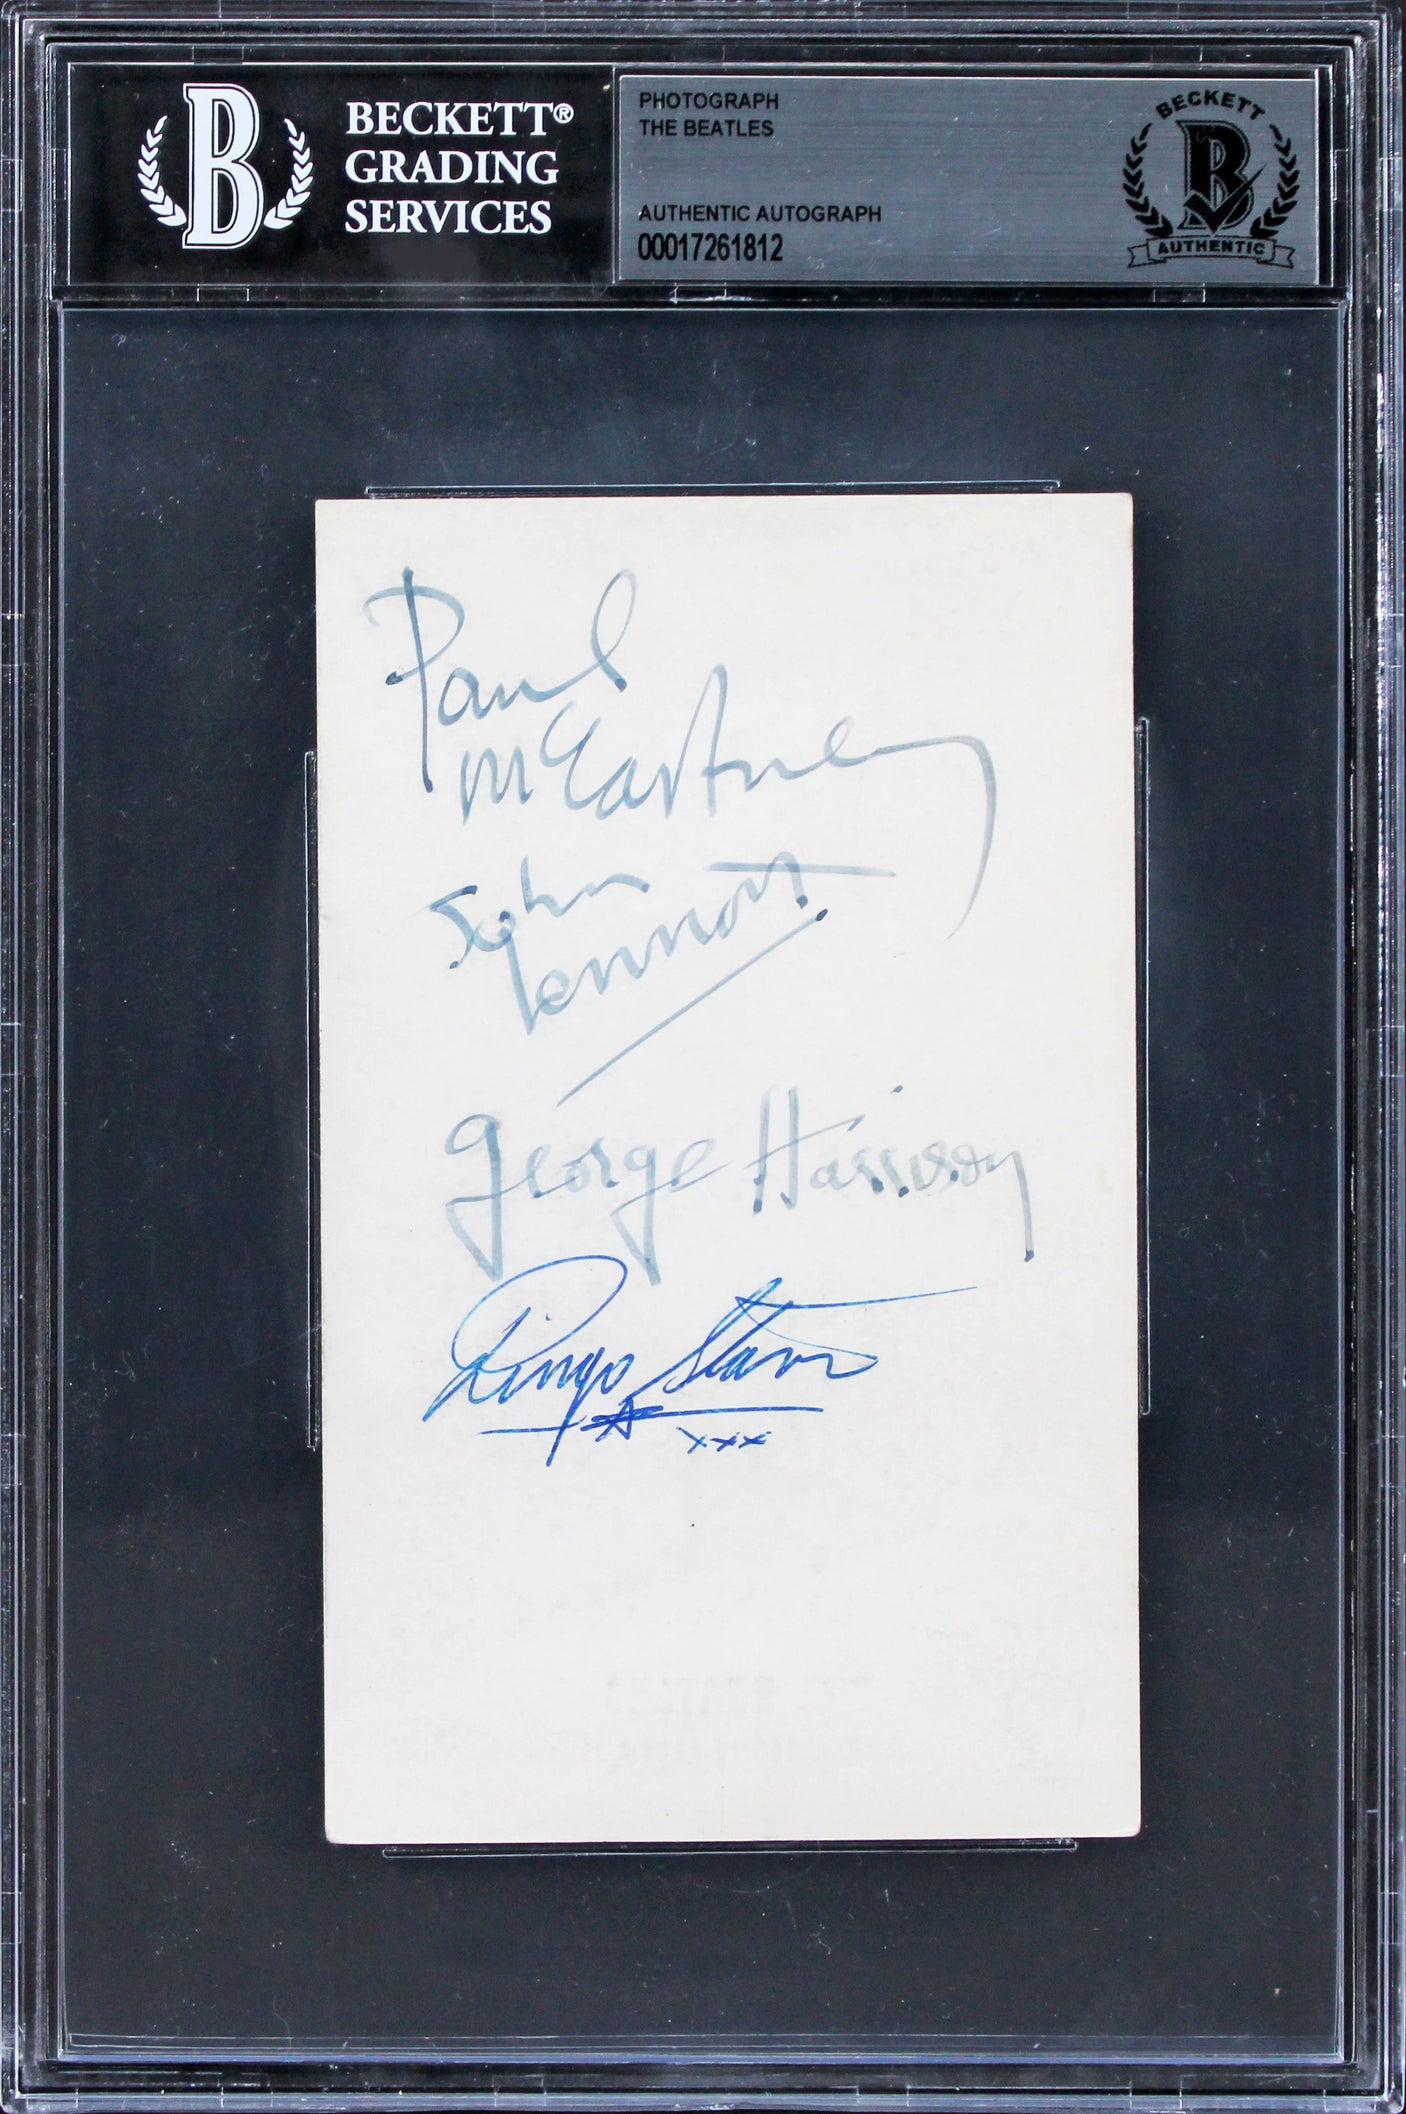 BECKETT®
GRADING
SERVICES
B
PHOTOGRAPH
THE BEATLES
AUTHENTIC AUTOGRAPH
00017261812
BECKETT
B
AUTHENTIC
Paul
McCartney
John
Lennon
George Harrison
Ringo Starr
xxx